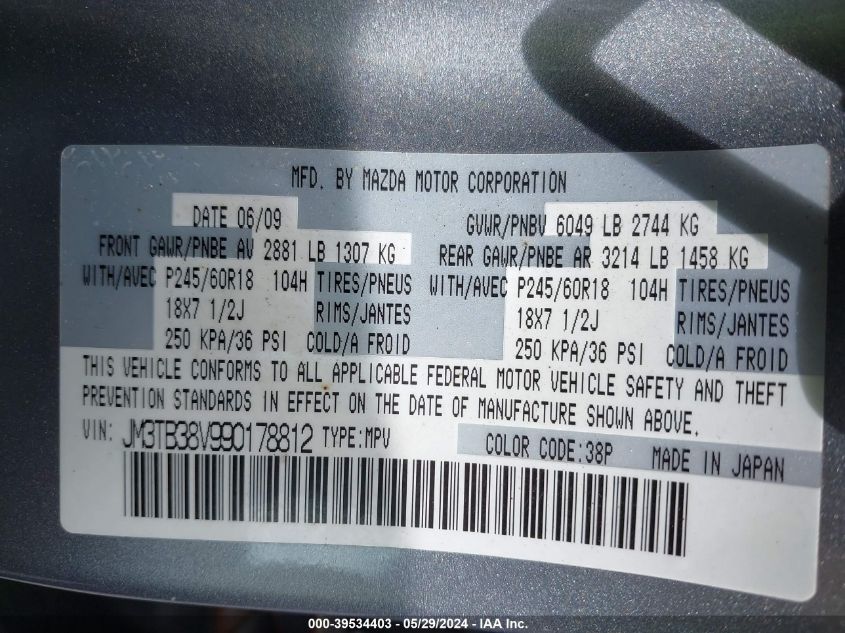 MFD. BY MAZDA MOTOR CORPORATION
DATE 06/09 GVWR/PNBV 6049 LB 2744 KG
FRONT GAWR/PNBE AV 2881 LB 1307 KG REAR GAWR/PNBE AR 3214 LB 1458 KG
WITH/AVEC P245/60R18 104H TIRES/PNEUS WITH/AVEC P245/60R18 104H TIRES/PNEUS
18X7 1/2J RIMS/JANTES 18X7 1/2J RIMS/JANTES
250 KPA/36 PSI COLD/A FROID 250 KPA/36 PSI COLD/A FROID
THIS VEHICLE CONFORMS TO ALL APPLICABLE FEDERAL MOTOR VEHICLE SAFETY AND THEFT
PREVENTION STANDARDS IN EFFECT ON THE DATE OF MANUFACTURE SHOWN ABOVE.
VIN: JM3TB38V990178812 TYPE:MPV COLOR CODE:38P MADE IN JAPAN
000-39534403 - 05/29/2024 - IAA Inc.